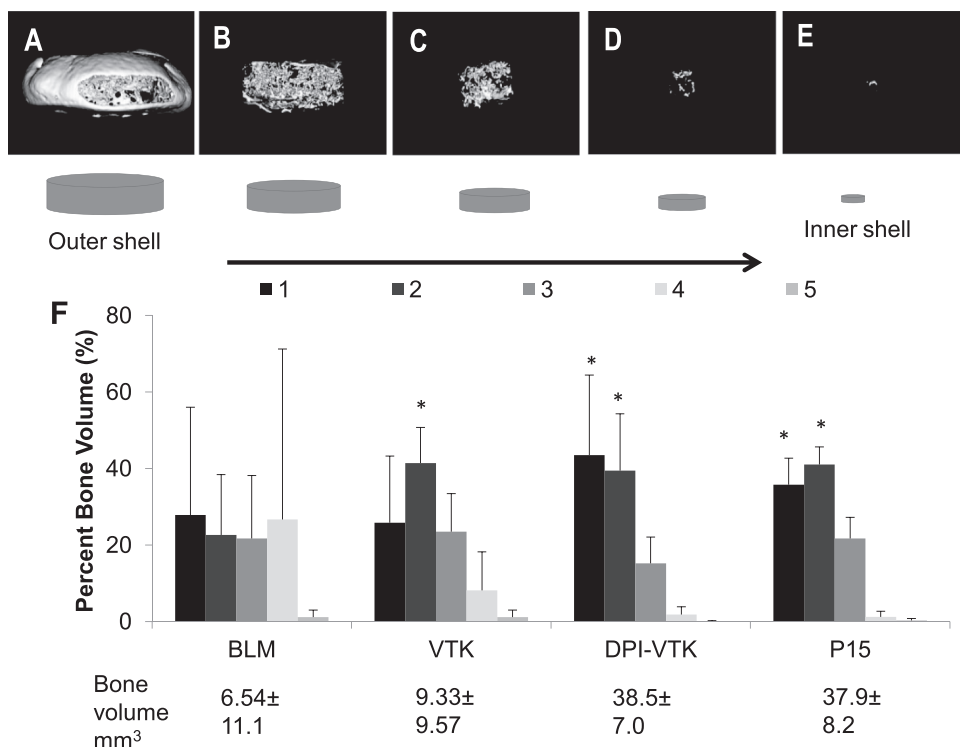 A B C D E
Outer shell
Inner shell
1 2 3 4 5
F
Percent Bone Volume (%)
80
60
40
20
0
* * * * *
BLM VTK DPI-VTK P15
Bone volume mm³
6.54± 9.33± 38.5± 37.9±
11.1 9.57 7.0 8.2